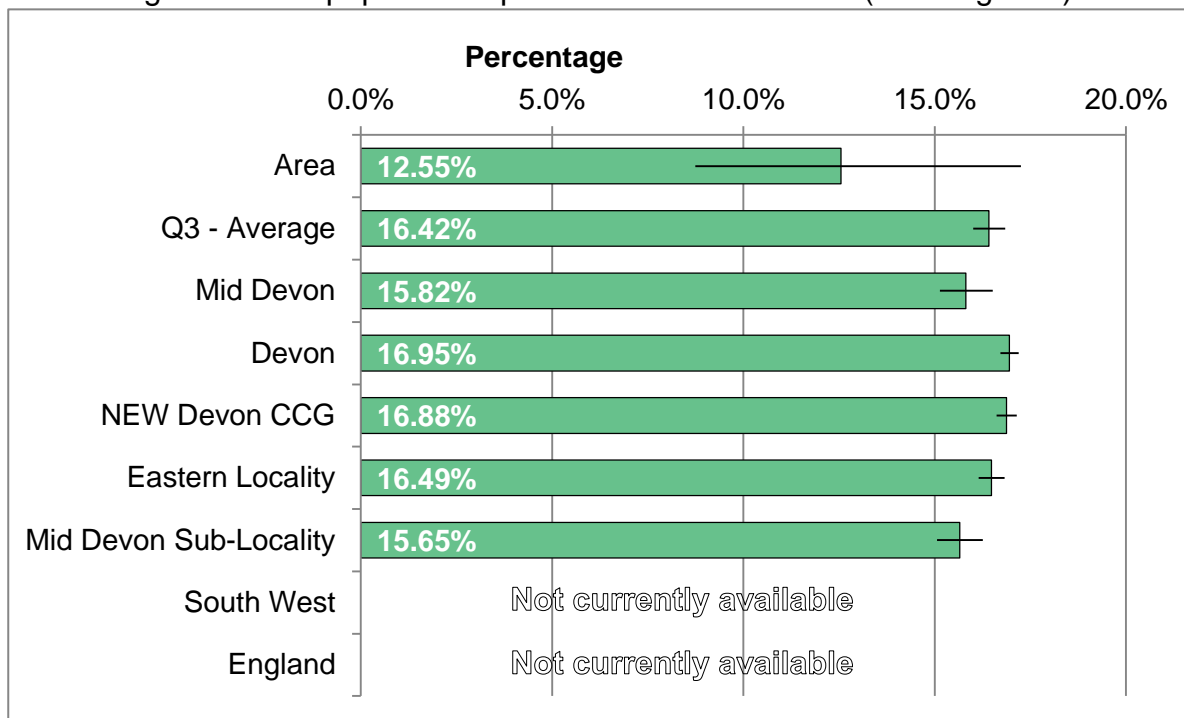 Percentage
0.0% 5.0% 10.0% 15.0% 20.0%
Area 12.55%
Q3 - Average 16.42%
Mid Devon 15.82%
Devon 16.95%
NEW Devon CCG 16.88%
Eastern Locality 16.49%
Mid Devon Sub-Locality 15.65%
South West Not currently available
England Not currently available